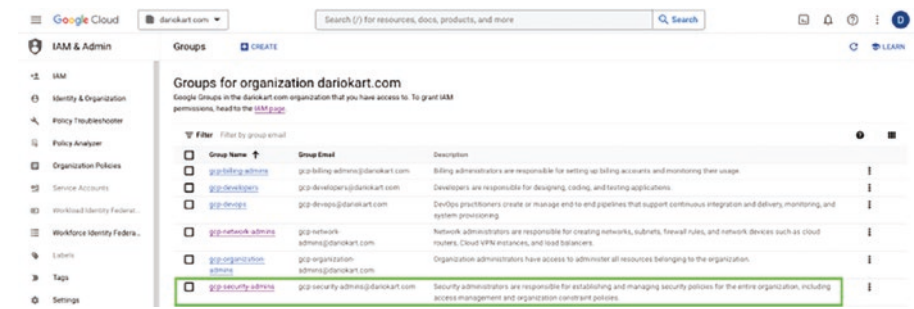 Google Cloud
dariokart.com
Search (/) for resources, docs, products, and more
Search
D
IAM & Admin
Groups
CREATE
LEARN
IAM
Identity & Organization
Policy Troubleshooter
Policy Analyzer
Organization Policies
Service Accounts
Workload Identity Federat...
Workforce Identity Federa...
Labels
Tags
Settings
Groups for organization dariokart.com
Google Groups in the dariokart.com organization that you have access to. To grant IAM
permissions, head to the IAM page.
Filter Filter by group email
Group Name Group Email Description
gcp-billing-admins gcp-billing-admins@dariokart.com Billing administrators are responsible for setting up billing accounts and monitoring their usage.
gcp-developers gcp-developers@dariokart.com Developers are responsible for designing, coding, and testing applications.
gcp-devops gcp-devops@dariokart.com DevOps practitioners create or manage end to end pipelines that support continuous integration and delivery, monitoring, and
system provisioning.
gcp-network-admins gcp-network- Network administrators are responsible for creating networks, subnets, firewall rules, and network devices such as cloud
admins@dariokart.com routers, Cloud VPN instances, and load balancers.
gcp-organization- gcp-organization- Organization administrators have access to administer all resources belonging to the organization.
admins admins@dariokart.com
gcp-security-admins gcp-security-admins@dariokart.com Security administrators are responsible for establishing and managing security policies for the entire organization, including
access management and organization constraint policies.